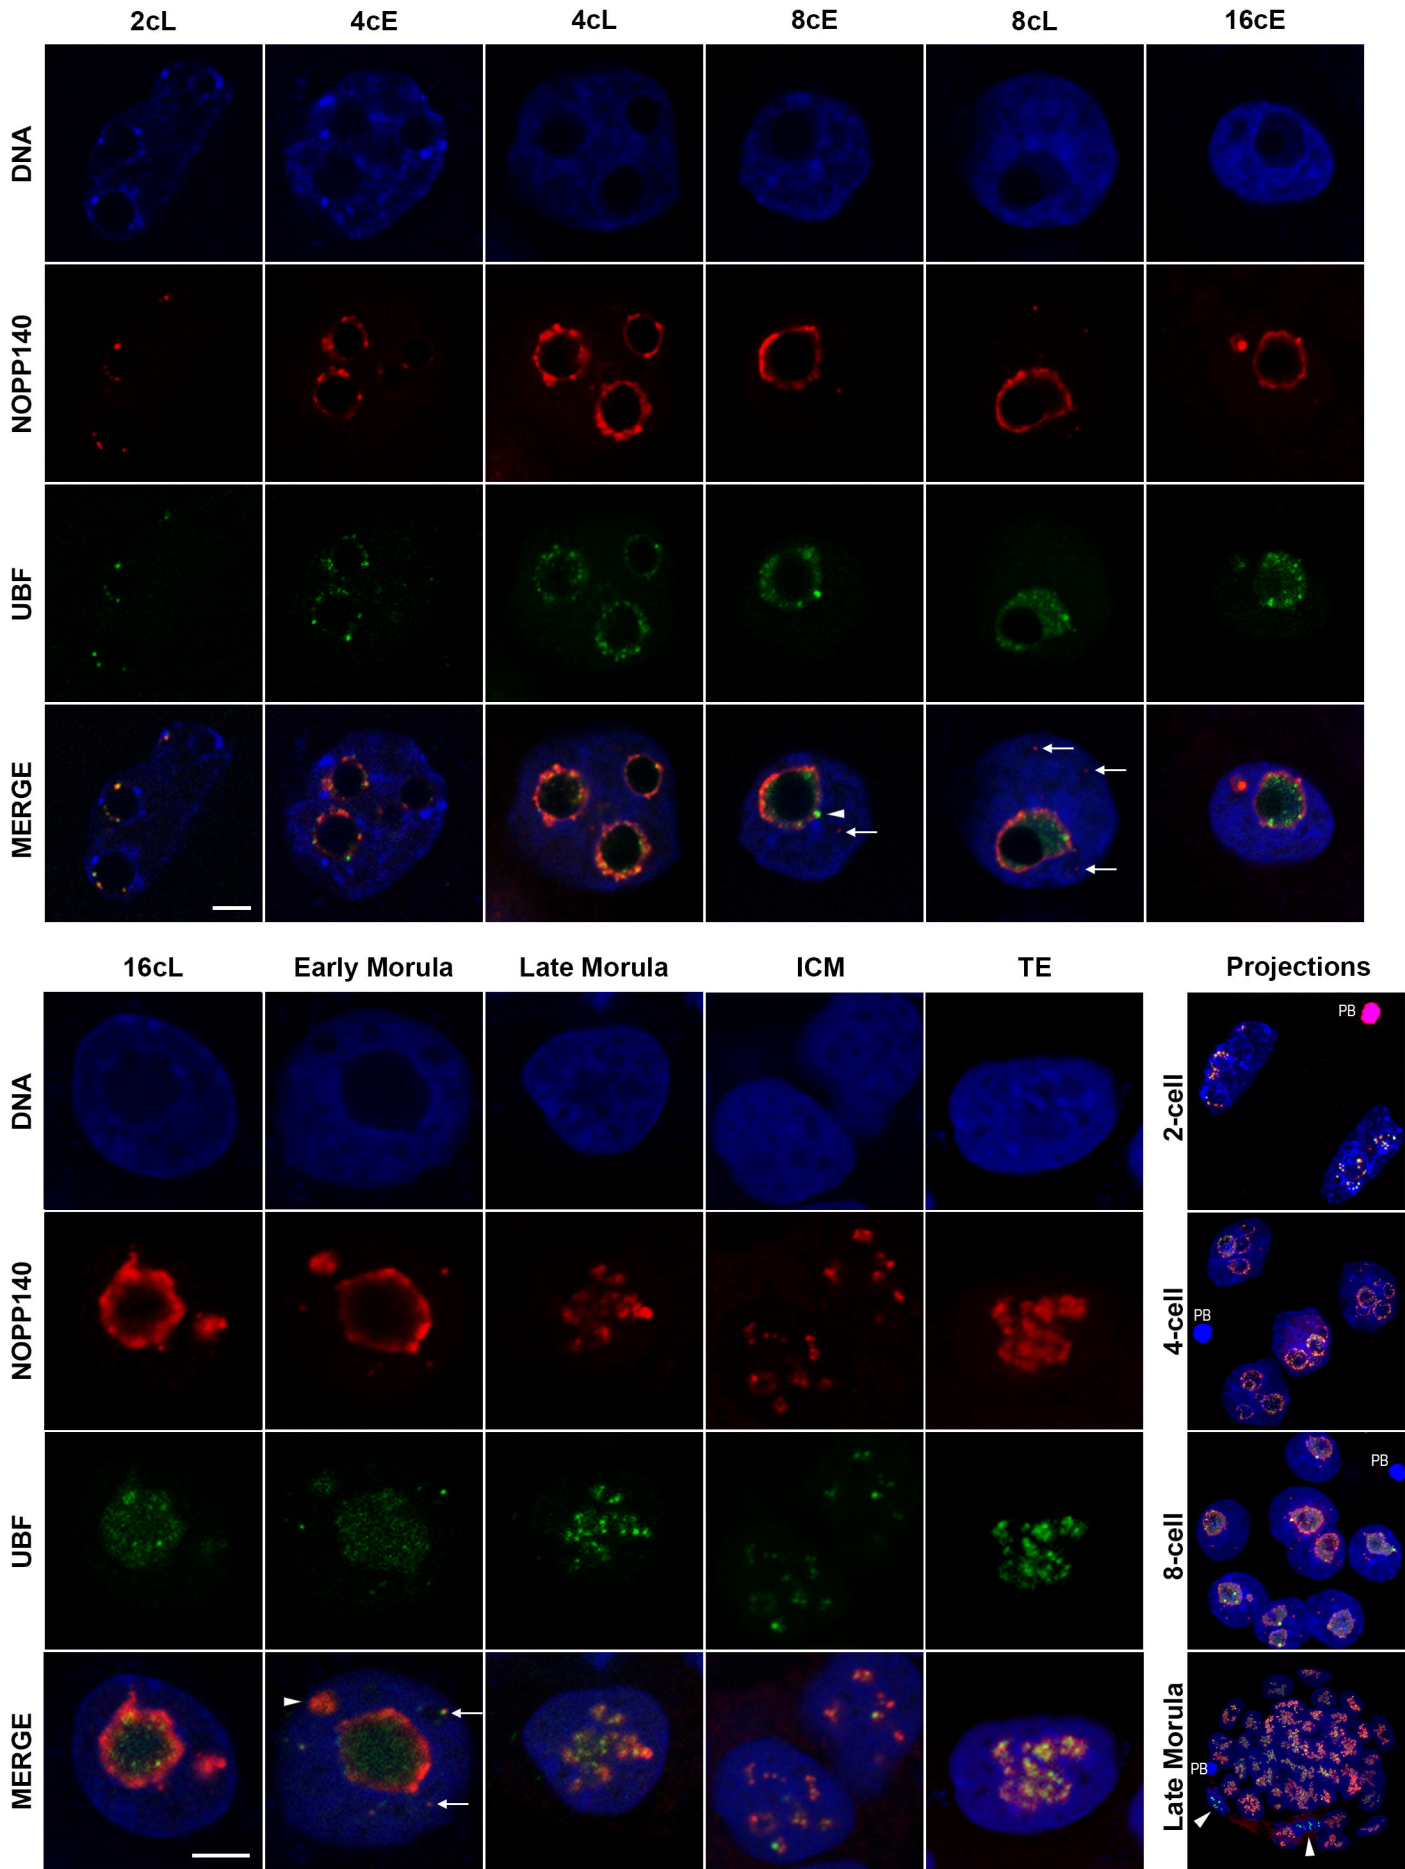 2cL 4cE 4cL 8cE 8cL 16cE
DNA
NOPP140
UBF
MERGE
16cL Early Morula Late Morula ICM TE Projections
DNA
NOPP140
UBF
MERGE
2-cell
PB
4-cell
PB
8-cell
PB
Late Morula
PB